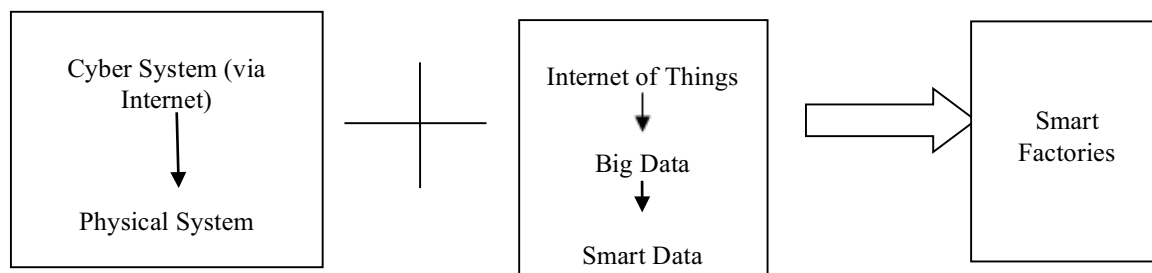 Cyber System (via
Internet)
Physical System
Internet of Things
Big Data
Smart Data
Smart
Factories